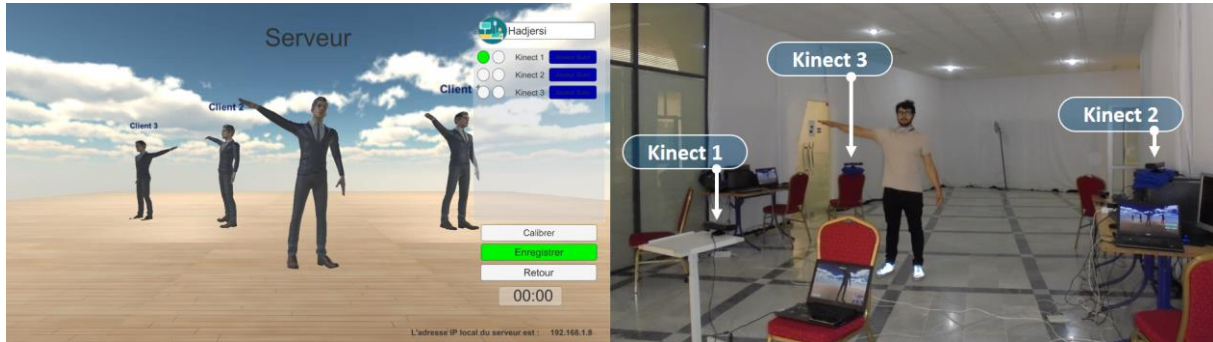 Serveur
Hadjersi
Kinect 1
Kinect 2
Kinect 3
Client
Client 2
Client 3
Calibrer
Enregistrer
Retour
00:00
L'adresse IP local du serveur est : 192.168.1.8
Kinect 3
Kinect 2
Kinect 1